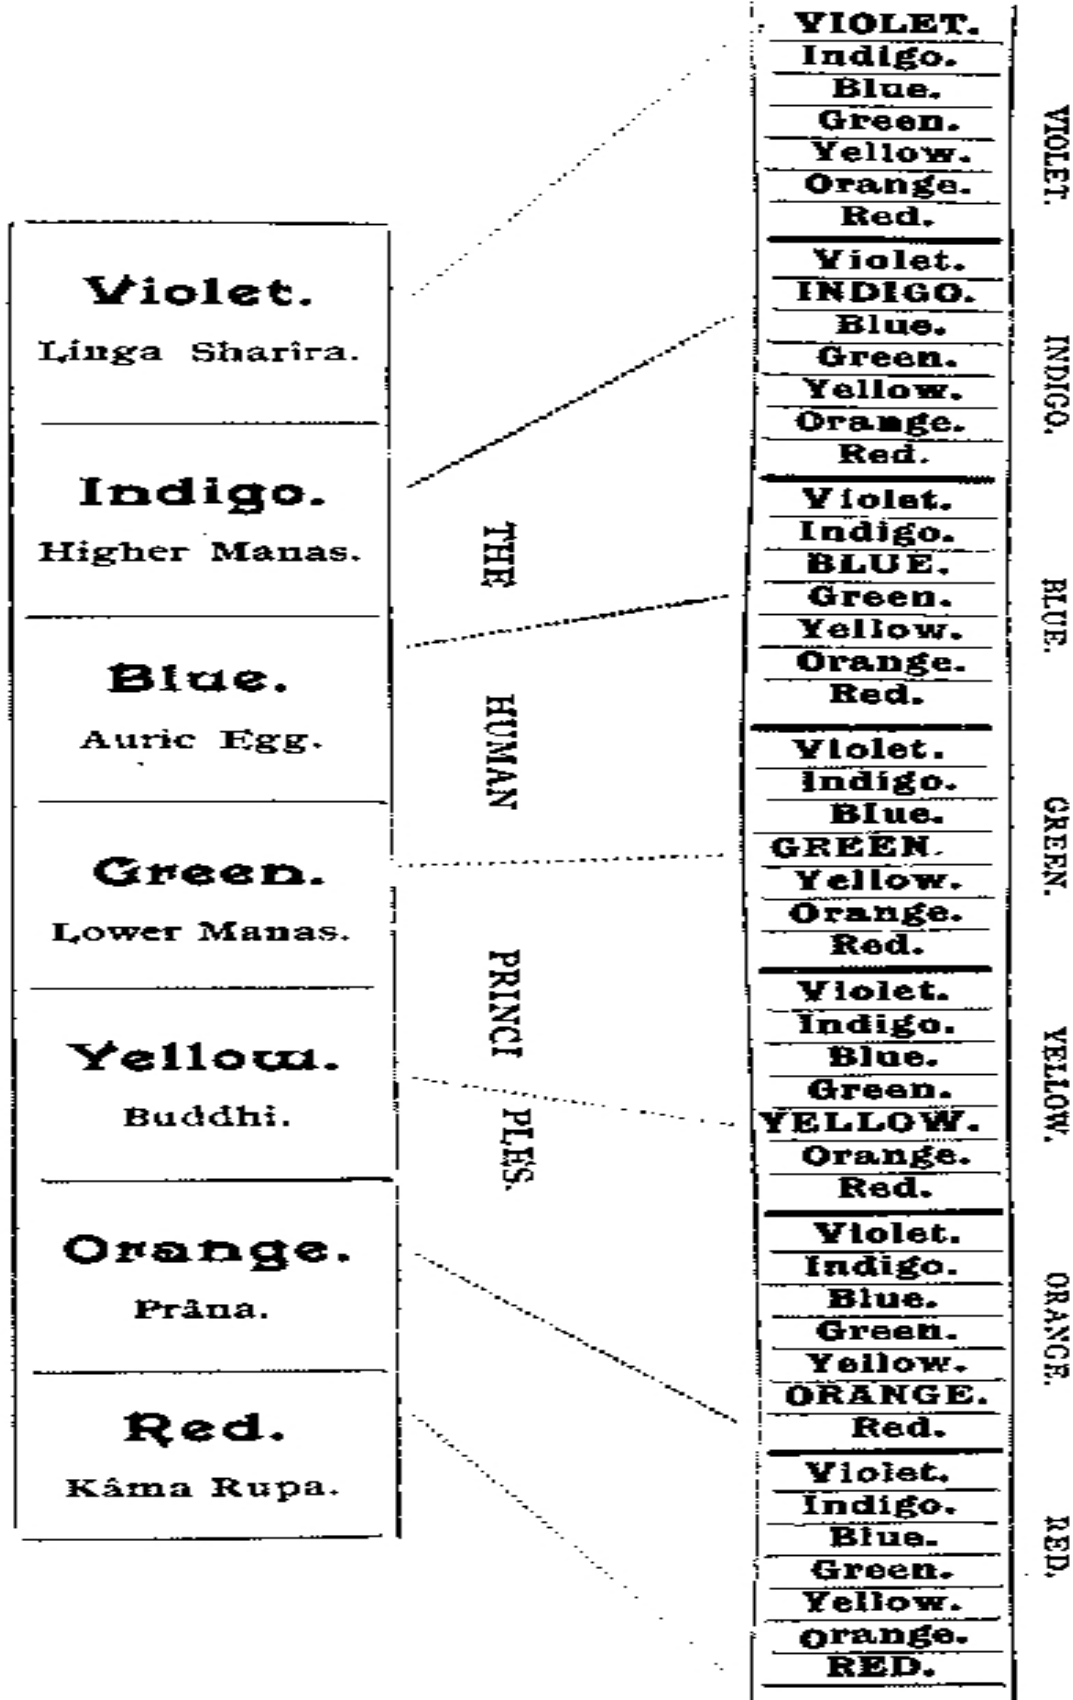 Violet.
Linga Sharîra.
Indigo.
Higher Manas.
Blue.
Auric Egg.
Green.
Lower Manas.
Yellow.
Buddhi.
Orange.
Prâna.
Red.
Kâma Rupa.
THE
HUMAN
PRINCI
PLES.
VIOLET.
Indigo.
Blue.
Green.
Yellow.
Orange.
Red.
Violet.
INDIGO.
Blue.
Green.
Yellow.
Orange.
Red.
Violet.
Indigo.
BLUE.
Green.
Yellow.
Orange.
Red.
Violet.
Indigo.
Blue.
GREEN.
Yellow.
Orange.
Red.
Violet.
Indigo.
Blue.
Green.
YELLOW.
Orange.
Red.
Violet.
Indigo.
Blue.
Green.
Yellow.
ORANGE.
Red.
Violet.
Indigo.
Blue.
Green.
Yellow.
Orange.
RED.
VIOLET.
INDIGO.
BLUE.
GREEN.
YELLOW.
ORANGE.
RED.